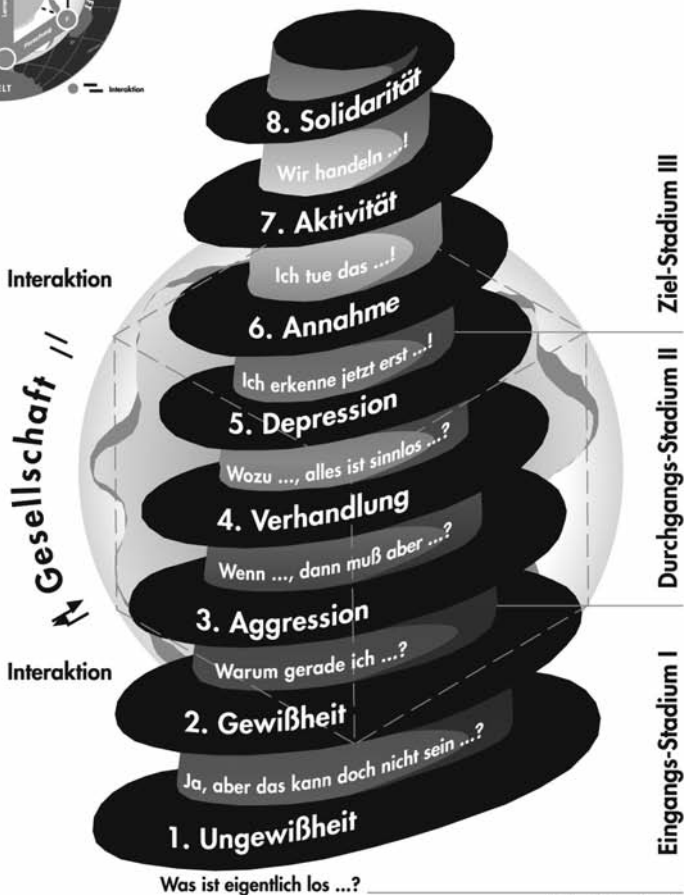 ELT
Interaktion
8. Solidarität
Wir handeln ...!
7. Aktivität
Ich tue das ...!
6. Annahme
Ich erkenne jetzt erst ...!
5. Depression
Wozu ..., alles ist sinnlos ...?
4. Verhandlung
Wenn ..., dann muß aber ...?
3. Aggression
Warum gerade ich ...?
2. Gewißheit
Ja, aber das kann doch nicht sein ...?
1. Ungewißheit
Was ist eigentlich los ...?
Interaktion
Gesellschaft
Interaktion
Ziel-Stadium III
Durchgangs-Stadium II
Eingangs-Stadium I